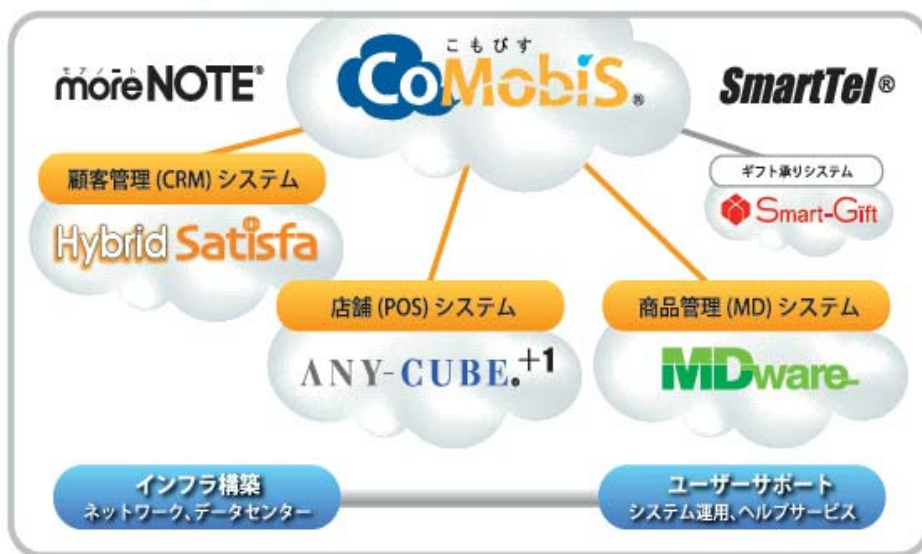 こもびす
モアノート
moreNOTE®
CoMobiS®
SmartTel®
顧客管理 (CRM) システム
Hybrid Satisfa
ギフト承りシステム
Smart-Gift
店舗 (POS) システム
ANY-CUBE®+1
商品管理 (MD) システム
MDware
インフラ構築
ネットワーク、データセンター
ユーザーサポート
システム運用、ヘルプサービス